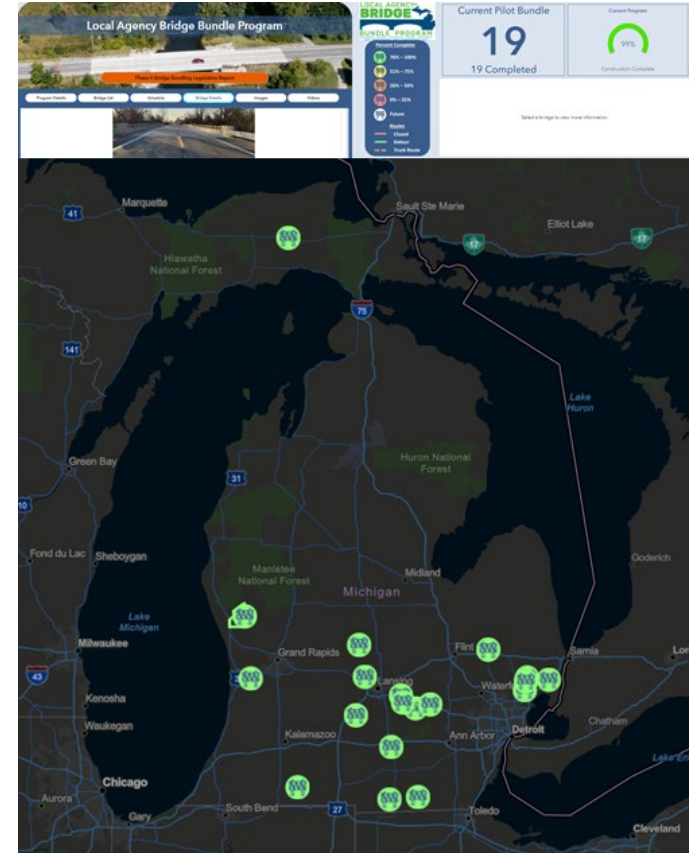 Local Agency Bridge Bundle Program
Phase II Bridge Bundling Legislative Report
Program Details
Bridge List
Schedule
Bridge Details
Images
Videos
LOCAL AGENCY
BRIDGE
BUNDLE PROGRAM
Percent Complete
76% - 100%
51% - 75%
26% - 50%
0% - 25%
Future
Routes
Closed
Detour
Truck Route
Current Pilot Bundle
19
19 Completed
Current Program
99%
Construction Complete
Select a bridge to view more information.
Marquette
41
Sault Ste Marie
Elliot Lake
17
17
Hiawatha
National Forest
75
141
Lake
Huron
Green Bay
Huron National
Forest
31
10
Fond du Lac
Sheboygan
Manistee
National Forest
Midland
Goderich
Michigan
Lake
Michigan
Milwaukee
Grand Rapids
Flint
Sarnia
Lon
43
Lansing
Waterf
Kenosha
Waukegan
Kalamazoo
Ann Arbor
Detroit
Chatham
Lake Erie
Chicago
Aurora
Gary
South Bend
27
Toledo
Cleveland